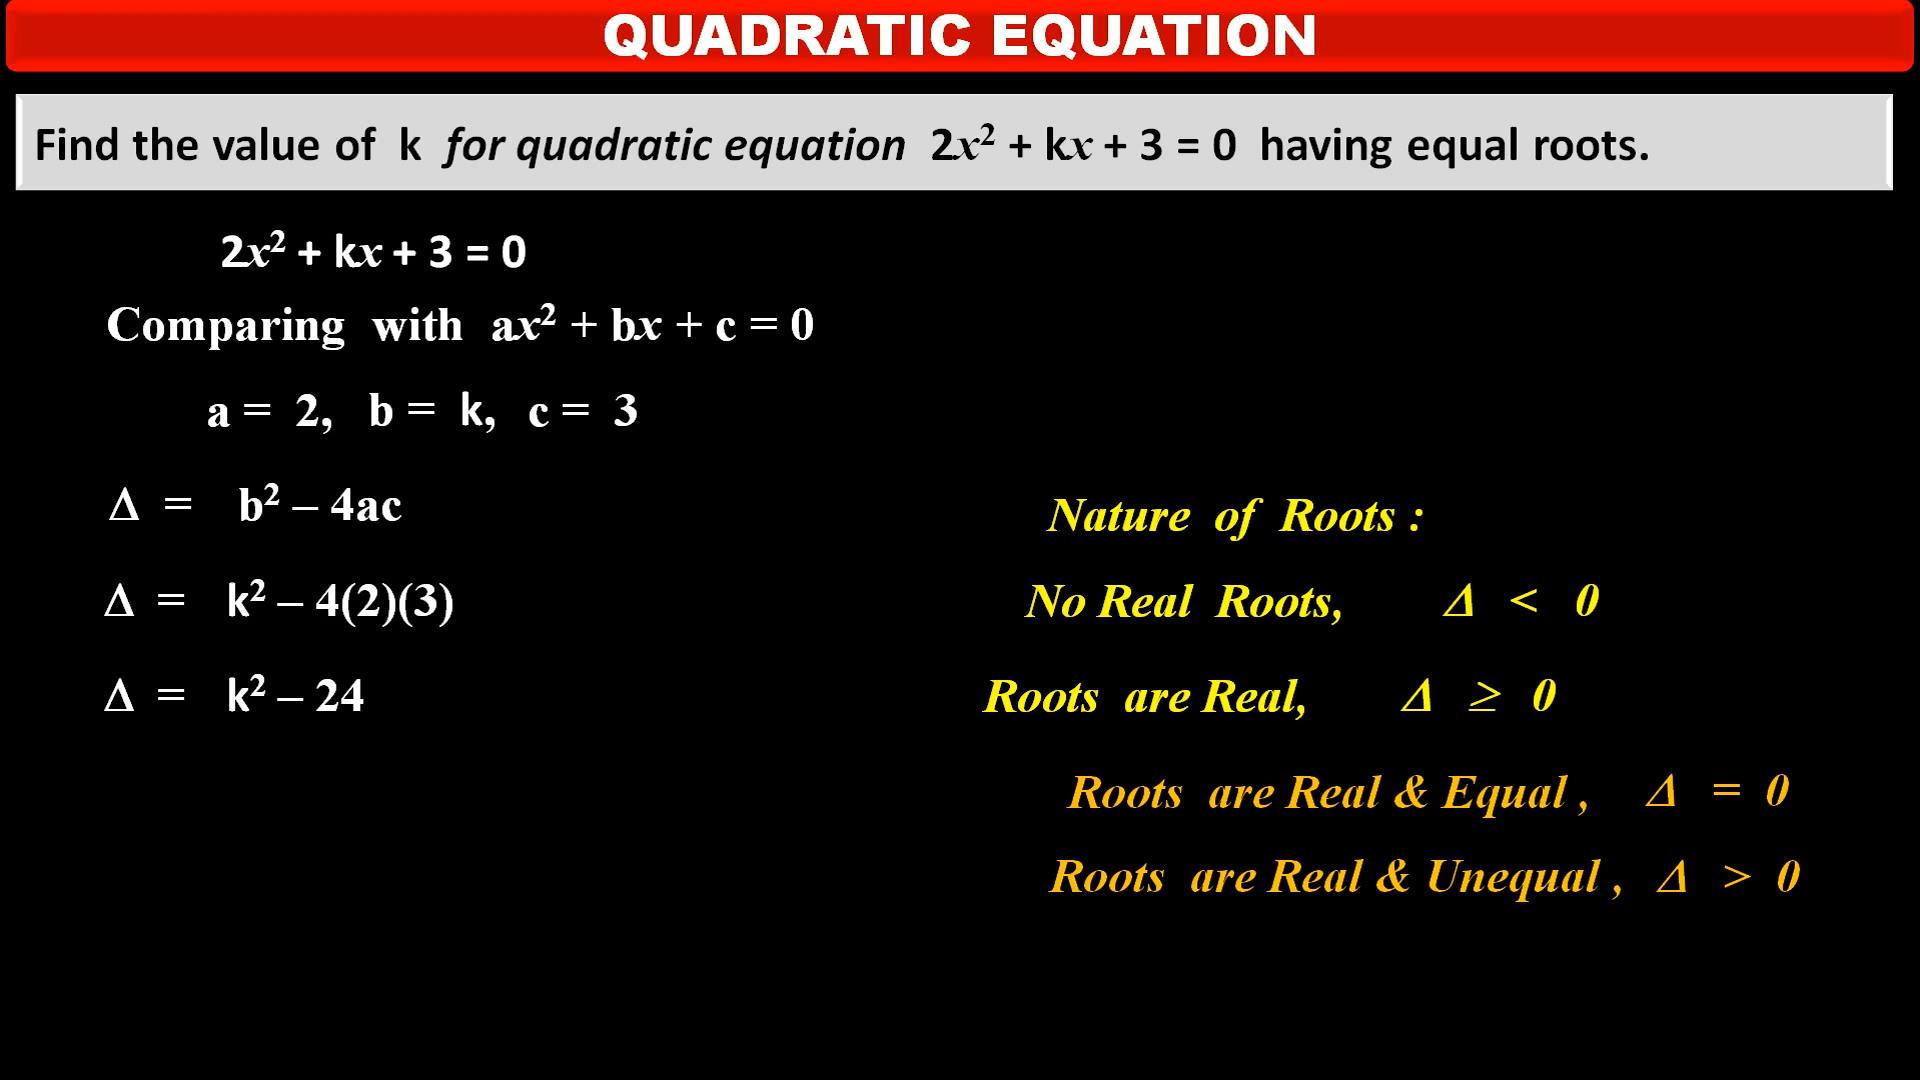 QUADRATIC EQUATION
Find the value of k for quadratic equation 2x² + kx + 3 = 0 having equal roots.
2x² + kx + 3 = 0
Comparing with ax² + bx + c = 0
a = 2, b = k, c = 3
Δ = b² – 4ac
Δ = k² – 4(2)(3)
Δ = k² – 24
Nature of Roots :
No Real Roots, Δ < 0
Roots are Real, Δ ≥ 0
Roots are Real & Equal , Δ = 0
Roots are Real & Unequal , Δ > 0